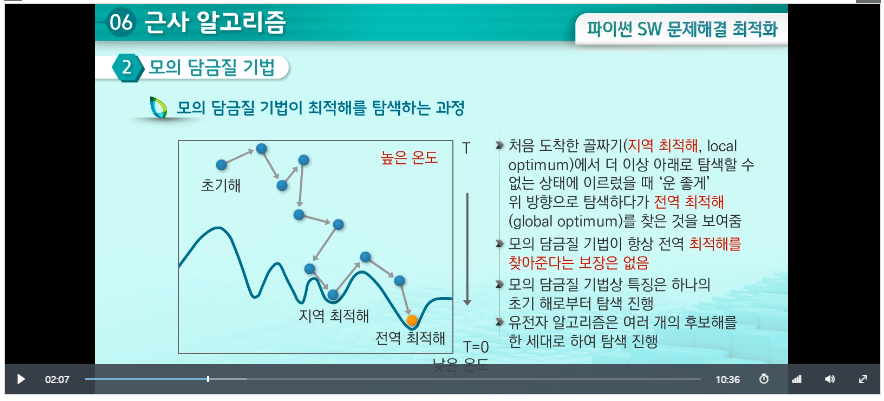 06 근사 알고리즘
파이썬 SW 문제해결 최적화
2 모의 담금질 기법
모의 담금질 기법이 최적해를 탐색하는 과정
높은 온도
T
초기해
지역 최적해
전역 최적해
T=0
낮은 온도
처음 도착한 골짜기(지역 최적해, local
optimum)에서 더 이상 아래로 탐색할 수
없는 상태에 이르렀을 때 ‘운 좋게’
위 방향으로 탐색하다가 전역 최적해
(global optimum)를 찾은 것을 보여줌
모의 담금질 기법이 항상 전역 최적해를
찾아준다는 보장은 없음
모의 담금질 기법상 특징은 하나의
초기 해로부터 탐색 진행
유전자 알고리즘은 여러 개의 후보해를
한 세대로 하여 탐색 진행
02:07
10:36